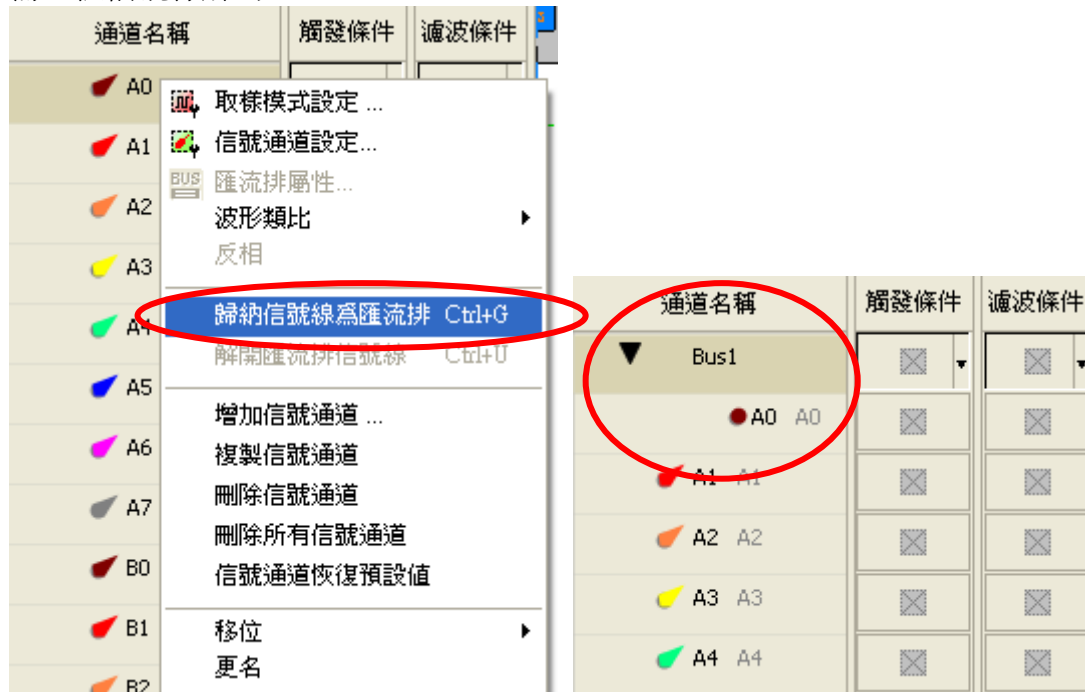 通道名稱 觸發條件 濾波條件
A0
A1
A2
A3
A4
A5
A6
A7
B0
B1
B2
取樣模式設定 ...
信號通道設定...
BUS 匯流排屬性...
波形類比
反相
歸納信號線爲匯流排 Ctrl+G
解開匯流排信號線 Ctrl+U
增加信號通道 ...
複製信號通道
刪除信號通道
刪除所有信號通道
信號通道恢復預設值
移位
更名
通道名稱 觸發條件 濾波條件
Bus1
A0 A0
A1 A1
A2 A2
A3 A3
A4 A4